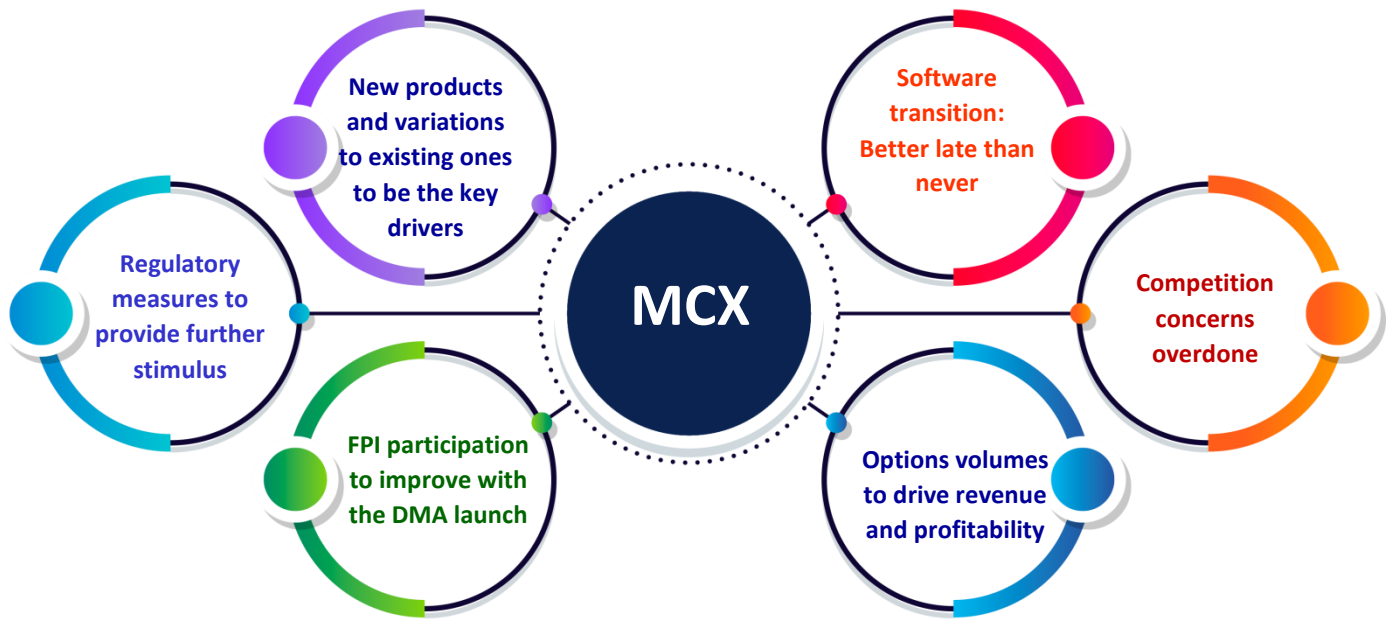 New products
and variations
to existing ones
to be the key
drivers
Software
transition:
Better late than
never
Regulatory
measures to
provide further
stimulus
MCX
Competition
concerns
overdone
FPI participation
to improve with
the DMA launch
Options volumes
to drive revenue
and profitability